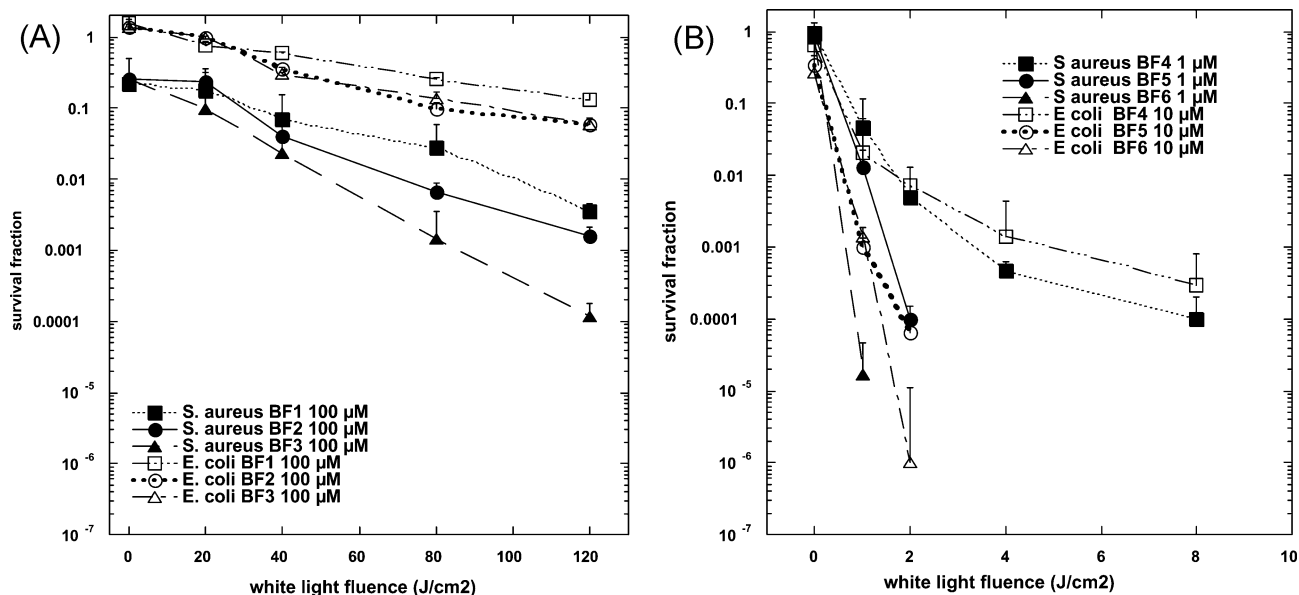 (A)
1
0.1
0.01
0.001
0.0001
10 -5
10 -6
10 -7
survival fraction
S. aureus BF1 100 µM
S. aureus BF2 100 µM
S. aureus BF3 100 µM
E. coli BF1 100 µM
E. coli BF2 100 µM
E. coli BF3 100 µM
0 20 40 60 80 100 120
white light fluence (J/cm2)
(B)
1
0.1
0.01
0.001
0.0001
10 -5
10 -6
10 -7
survival fraction
S aureus BF4 1 µM
S aureus BF5 1 µM
S aureus BF6 1 µM
E coli BF4 10 µM
E coli BF5 10 µM
E coli BF6 10 µM
0 2 4 6 8 10
white light fluence (J/cm2)